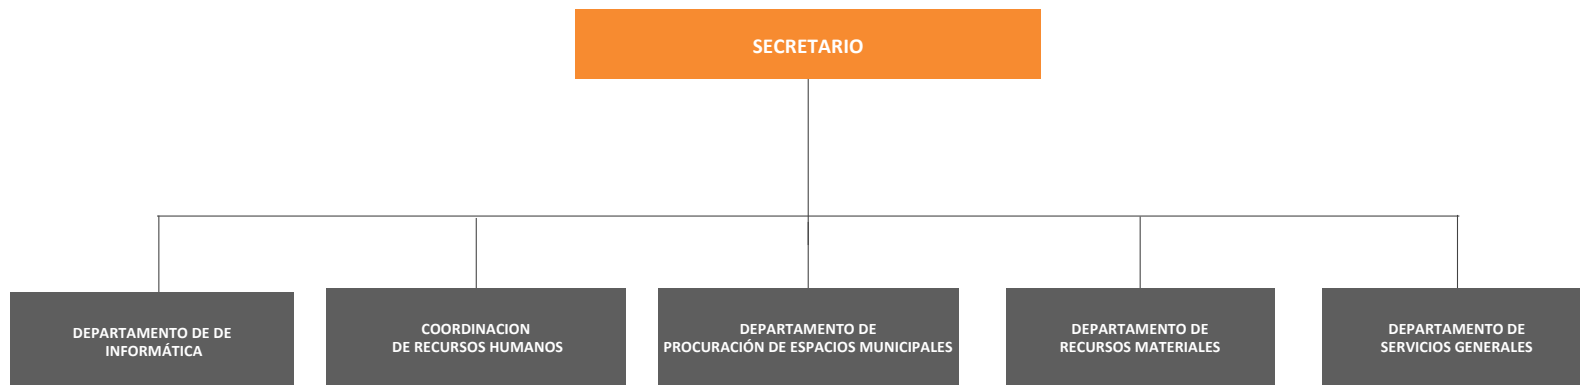 SECRETARIO
DEPARTAMENTO DE DE
INFORMÁTICA
COORDINACION
DE RECURSOS HUMANOS
DEPARTAMENTO DE
PROCURACIÓN DE ESPACIOS MUNICIPALES
DEPARTAMENTO DE
RECURSOS MATERIALES
DEPARTAMENTO DE
SERVICIOS GENERALES